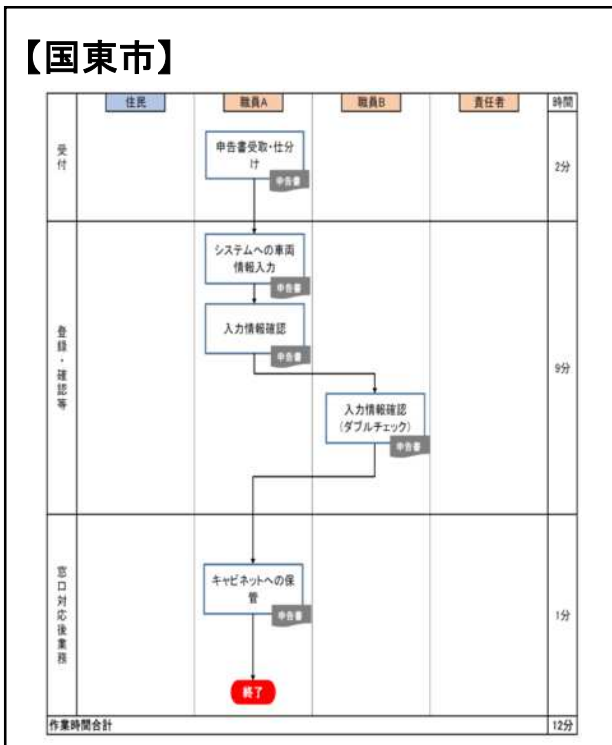 【国東市】
住民 職員A 職員B 責任者 時間
受付
申告書受取・仕分
け
申告書
2分
システムへの車両
情報入力
申告書
入力情報確認
申告書
登録・確認等
9分
入力情報確認
(ダブルチェック)
申告書
窓口対応後業務
キャビネットへの保
管
申告書
1分
終了
作業時間合計 12分